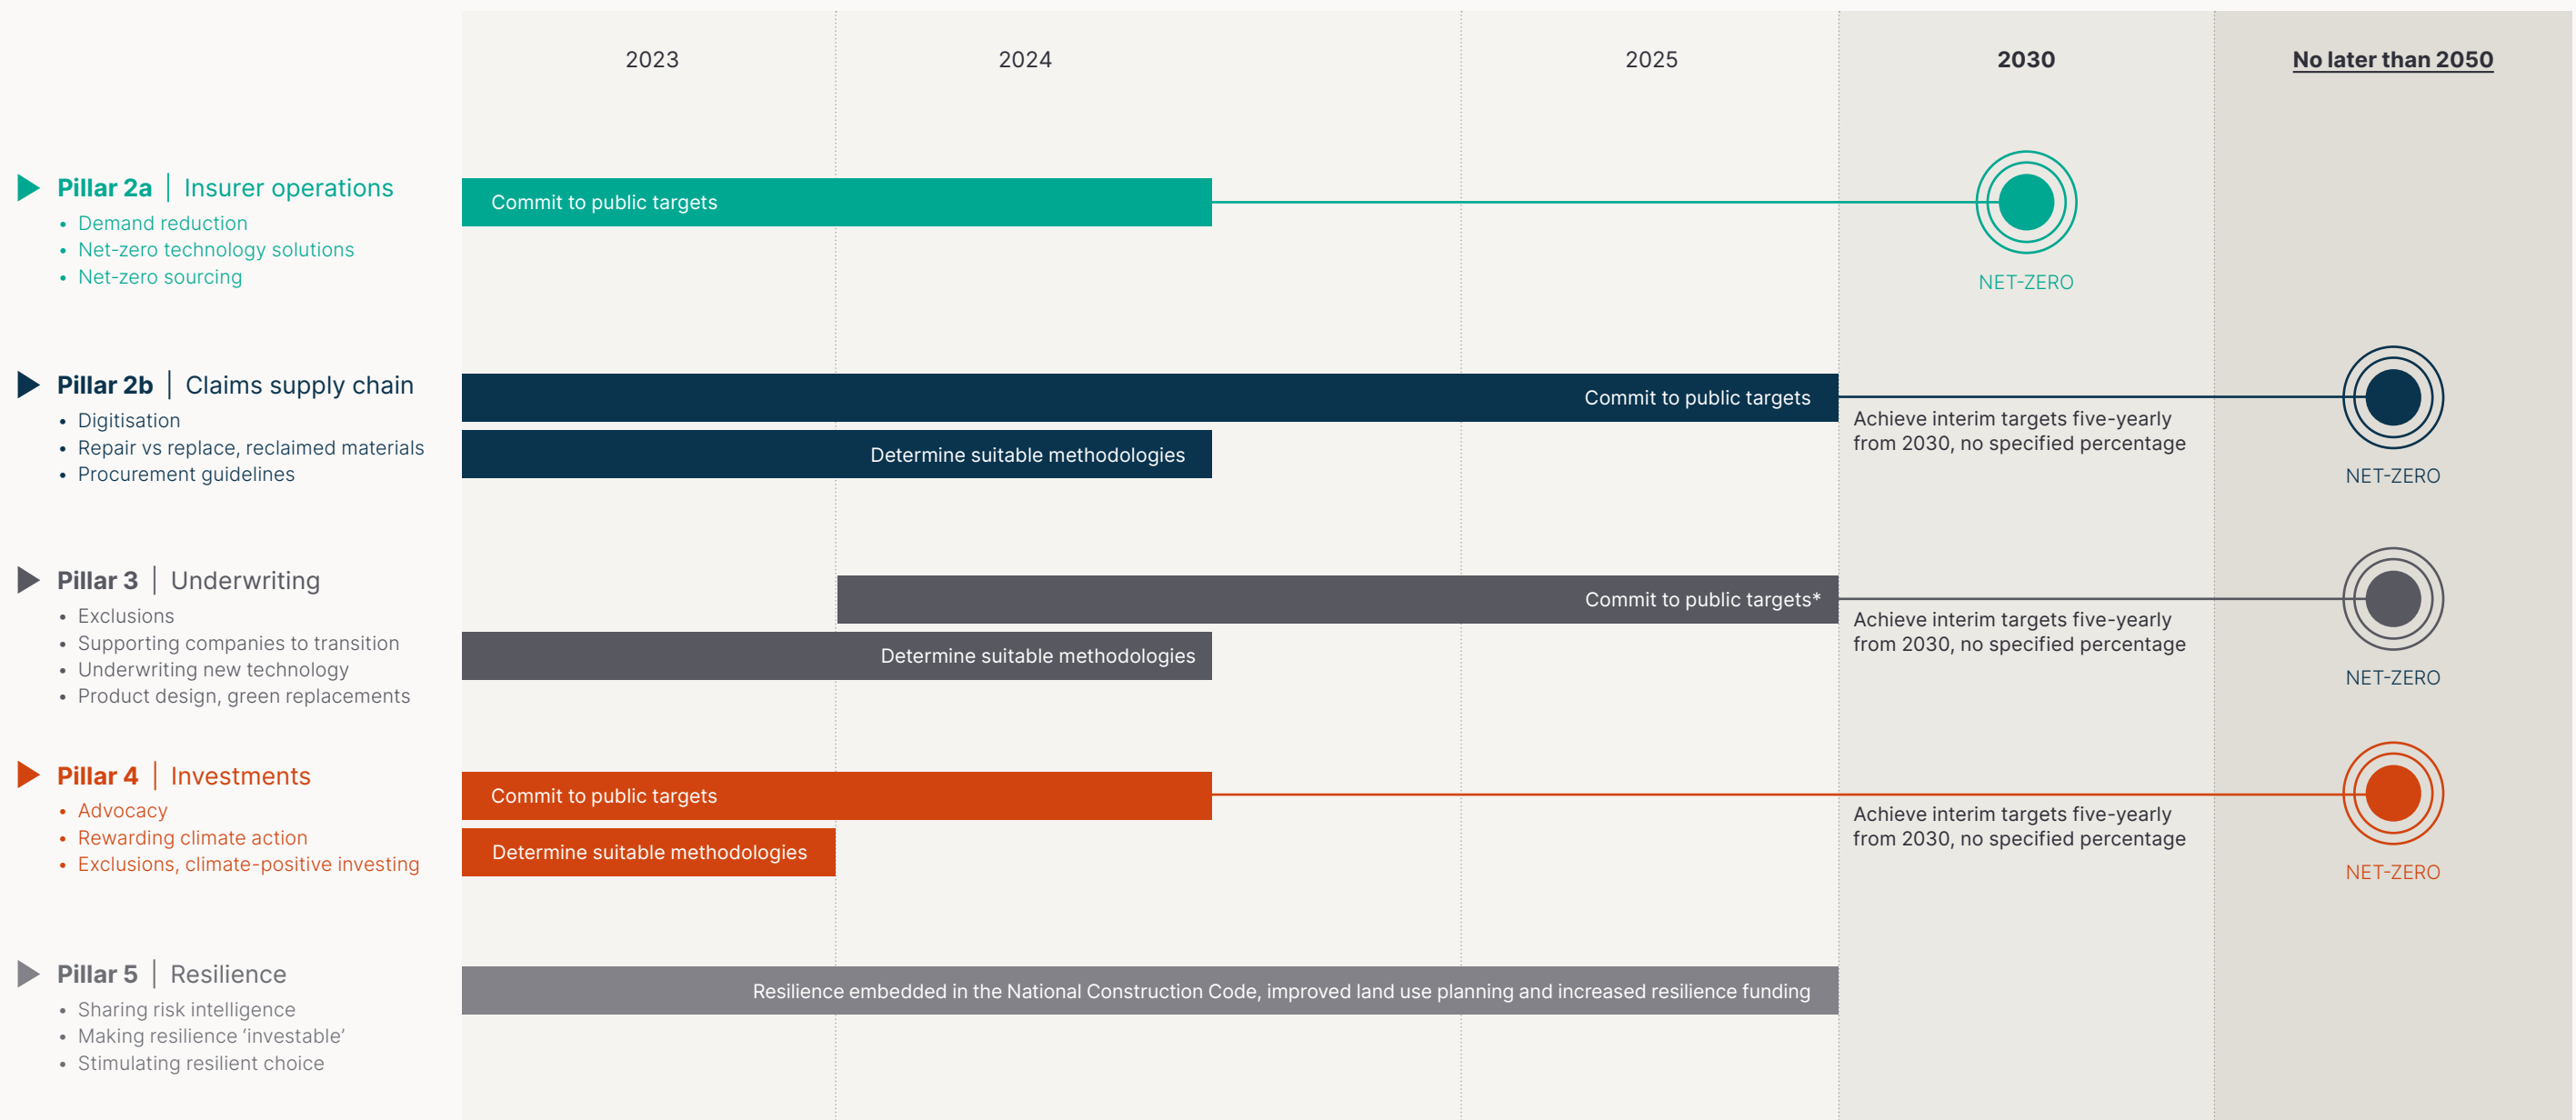 2023
2024
2025
2030
No later than 2050
Pillar 2a | Insurer operations
• Demand reduction
• Net-zero technology solutions
• Net-zero sourcing
Commit to public targets
NET-ZERO
Pillar 2b | Claims supply chain
• Digitisation
• Repair vs replace, reclaimed materials
• Procurement guidelines
Commit to public targets
Determine suitable methodologies
Achieve interim targets five-yearly
from 2030, no specified percentage
NET-ZERO
Pillar 3 | Underwriting
• Exclusions
• Supporting companies to transition
• Underwriting new technology
• Product design, green replacements
Commit to public targets*
Determine suitable methodologies
Achieve interim targets five-yearly
from 2030, no specified percentage
NET-ZERO
Pillar 4 | Investments
• Advocacy
• Rewarding climate action
• Exclusions, climate-positive investing
Commit to public targets
Determine suitable methodologies
Achieve interim targets five-yearly
from 2030, no specified percentage
NET-ZERO
Pillar 5 | Resilience
• Sharing risk intelligence
• Making resilience ‘investable’
• Stimulating resilient choice
Resilience embedded in the National Construction Code, improved land use planning and increased resilience funding